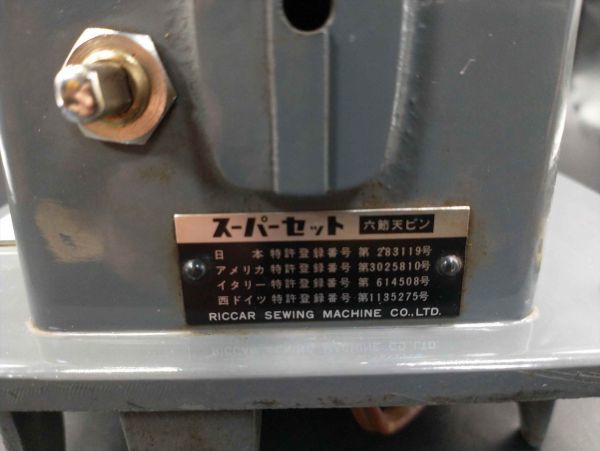 スーパーセット 六節天ビン
日本特許登録番号 第 283119号
アメリカ特許登録番号 第3025810号
イタリー特許登録番号 第 614508号
西ドイツ特許登録番号 第1135275号
RICCAR SEWING MACHINE CO.,LTD.